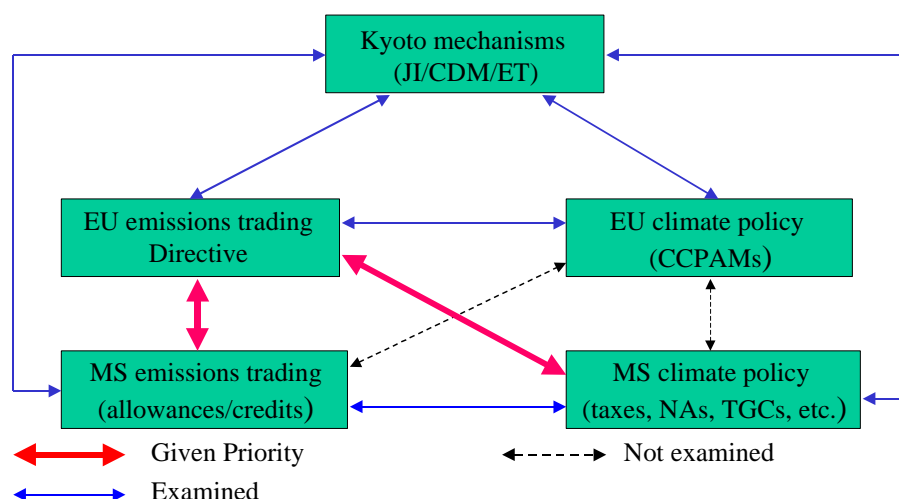 Kyoto mechanisms
(JI/CDM/ET)
EU emissions trading
Directive
EU climate policy
(CCPAMs)
MS emissions trading
(allowances/credits)
MS climate policy
(taxes, NAs, TGCs, etc.)
Given Priority
Not examined
Examined